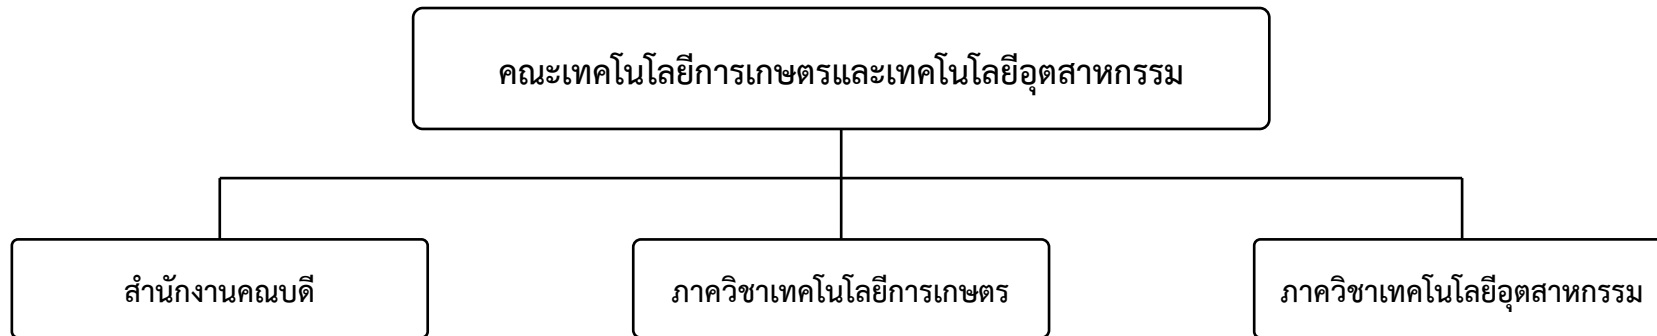 คณะเทคโนโลยีการเกษตรและเทคโนโลยีอุตสาหกรรม
สำนักงานคณบดี
ภาควิชาเทคโนโลยีการเกษตร
ภาควิชาเทคโนโลยีอุตสาหกรรม